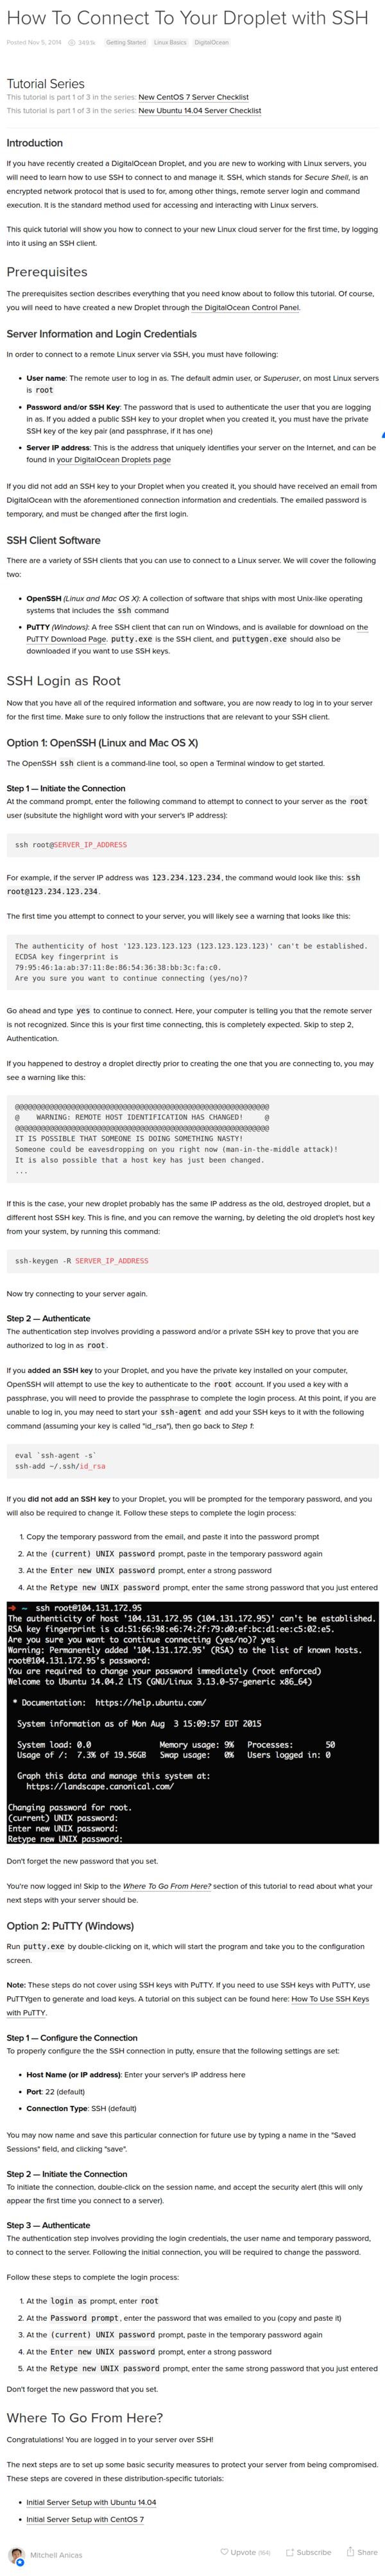 How To Connect To Your Droplet with SSH
Posted Nov 5, 2014 349.1k Getting Started Linux Basics DigitalOcean
Tutorial Series
This tutorial is part 1 of 3 in the series: New CentOS 7 Server Checklist
This tutorial is part 1 of 3 in the series: New Ubuntu 14.04 Server Checklist
Introduction
If you have recently created a DigitalOcean Droplet, and you are new to working with Linux servers, you
will need to learn how to use SSH to connect to and manage it. SSH, which stands for Secure Shell, is an
encrypted network protocol that is used to for, among other things, remote server login and command
execution. It is the standard method used for accessing and interacting with Linux servers.
This quick tutorial will show you how to connect to your new Linux cloud server for the first time, by logging
into it using an SSH client.
Prerequisites
The prerequisites section describes everything that you need know about to follow this tutorial. Of course,
you will need to have created a new Droplet through the DigitalOcean Control Panel.
Server Information and Login Credentials
In order to connect to a remote Linux server via SSH, you must have following:
• User name: The remote user to log in as. The default admin user, or Superuser, on most Linux servers
is root
• Password and/or SSH Key: The password that is used to authenticate the user that you are logging
in as. If you added a public SSH key to your droplet when you created it, you must have the private
SSH key of the key pair (and passphrase, if it has one)
• Server IP address: This is the address that uniquely identifies your server on the Internet, and can be
found in your DigitalOcean Droplets page
If you did not add an SSH key to your Droplet when you created it, you should have received an email from
DigitalOcean with the aforementioned connection information and credentials. The emailed password is
temporary, and must be changed after the first login.
SSH Client Software
There are a variety of SSH clients that you can use to connect to a Linux server. We will cover the following
two:
• OpenSSH (Linux and Mac OS X): A collection of software that ships with most Unix-like operating
systems that includes the ssh command
• PuTTY (Windows): A free SSH client that can run on Windows, and is available for download on the
PuTTY Download Page. putty.exe is the SSH client, and puttygen.exe should also be
downloaded if you want to use SSH keys.
SSH Login as Root
Now that you have all of the required information and software, you are now ready to log in to your server
for the first time. Make sure to only follow the instructions that are relevant to your SSH client.
Option 1: OpenSSH (Linux and Mac OS X)
The OpenSSH ssh client is a command-line tool, so open a Terminal window to get started.
Step 1 — Initiate the Connection
At the command prompt, enter the following command to attempt to connect to your server as the root
user (subsitute the highlight word with your server's IP address):
ssh root@SERVER_IP_ADDRESS
For example, if the server IP address was 123.234.123.234, the command would look like this: ssh
root@123.234.123.234.
The first time you attempt to connect to your server, you will likely see a warning that looks like this:
The authenticity of host '123.123.123.123 (123.123.123.123)' can't be established.
ECDSA key fingerprint is
79:95:46:1a:ab:37:11:8e:86:54:36:38:bb:3c:fa:c0.
Are you sure you want to continue connecting (yes/no)?
Go ahead and type yes to continue to connect. Here, your computer is telling you that the remote server
is not recognized. Since this is your first time connecting, this is completely expected. Skip to step 2,
Authentication.
If you happened to destroy a droplet directly prior to creating the one that you are connecting to, you may
see a warning like this:
@@@@@@@@@@@@@@@@@@@@@@@@@@@@@@@@@@@@@@@@@@@@@@@@@@@@@@@@@@@
@ WARNING: REMOTE HOST IDENTIFICATION HAS CHANGED! @
@@@@@@@@@@@@@@@@@@@@@@@@@@@@@@@@@@@@@@@@@@@@@@@@@@@@@@@@@@@
IT IS POSSIBLE THAT SOMEONE IS DOING SOMETHING NASTY!
Someone could be eavesdropping on you right now (man-in-the-middle attack)!
It is also possible that a host key has just been changed.
...
If this is the case, your new droplet probably has the same IP address as the old, destroyed droplet, but a
different host SSH key. This is fine, and you can remove the warning, by deleting the old droplet's host key
from your system, by running this command:
ssh-keygen -R SERVER_IP_ADDRESS
Now try connecting to your server again.
Step 2 — Authenticate
The authentication step involves providing a password and/or a private SSH key to prove that you are
authorized to log in as root.
If you added an SSH key to your Droplet, and you have the private key installed on your computer,
OpenSSH will attempt to use the key to authenticate to the root account. If you used a key with a
passphrase, you will need to provide the passphrase to complete the login process. At this point, if you are
unable to log in, you may need to start your ssh-agent and add your SSH keys to it with the following
command (assuming your key is called "id_rsa"), then go back to Step 1:
eval `ssh-agent -s`
ssh-add ~/.ssh/id_rsa
If you did not add an SSH key to your Droplet, you will be prompted for the temporary password, and you
will also be required to change it. Follow these steps to complete the login process:
1. Copy the temporary password from the email, and paste it into the password prompt
2. At the (current) UNIX password prompt, paste in the temporary password again
3. At the Enter new UNIX password prompt, enter a strong password
4. At the Retype new UNIX password prompt, enter the same strong password that you just entered
➜ ~ ssh root@104.131.172.95
The authenticity of host '104.131.172.95 (104.131.172.95)' can't be established.
RSA key fingerprint is cd:51:66:98:e6:74:2f:79:d0:ef:bc:d1:ee:c5:02:e5.
Are you sure you want to continue connecting (yes/no)? yes
Warning: Permanently added '104.131.172.95' (RSA) to the list of known hosts.
root@104.131.172.95's password:
You are required to change your password immediately (root enforced)
Welcome to Ubuntu 14.04.2 LTS (GNU/Linux 3.13.0-57-generic x86_64)
* Documentation: https://help.ubuntu.com/
System information as of Mon Aug 3 15:09:57 EDT 2015
System load: 0.0 Memory usage: 9% Processes: 50
Usage of /: 7.3% of 19.56GB Swap usage: 0% Users logged in: 0
Graph this data and manage this system at:
https://landscape.canonical.com/
Changing password for root.
(current) UNIX password:
Enter new UNIX password:
Retype new UNIX password:
Don't forget the new password that you set.
You're now logged in! Skip to the Where To Go From Here? section of this tutorial to read about what your
next steps with your server should be.
Option 2: PuTTY (Windows)
Run putty.exe by double-clicking on it, which will start the program and take you to the configuration
screen.
Note: These steps do not cover using SSH keys with PuTTY. If you need to use SSH keys with PuTTY, use
PuTTYgen to generate and load keys. A tutorial on this subject can be found here: How To Use SSH Keys
with PuTTY.
Step 1 — Configure the Connection
To properly configure the the SSH connection in putty, ensure that the following settings are set:
• Host Name (or IP address): Enter your server's IP address here
• Port: 22 (default)
• Connection Type: SSH (default)
You may now name and save this particular connection for future use by typing a name in the "Saved
Sessions" field, and clicking "save".
Step 2 — Initiate the Connection
To initiate the connection, double-click on the session name, and accept the security alert (this will only
appear the first time you connect to a server).
Step 3 — Authenticate
The authentication step involves providing the login credentials, the user name and temporary password,
to connect to the server. Following the initial connection, you will be required to change the password.
Follow these steps to complete the login process:
1. At the login as prompt, enter root
2. At the Password prompt, enter the password that was emailed to you (copy and paste it)
3. At the (current) UNIX password prompt, paste in the temporary password again
4. At the Enter new UNIX password prompt, enter a strong password
5. At the Retype new UNIX password prompt, enter the same strong password that you just entered
Don't forget the new password that you set.
Where To Go From Here?
Congratulations! You are logged in to your server over SSH!
The next steps are to set up some basic security measures to protect your server from being compromised.
These steps are covered in these distribution-specific tutorials:
• Initial Server Setup with Ubuntu 14.04
• Initial Server Setup with CentOS 7
Mitchell Anicas Upvote (164) Subscribe Share